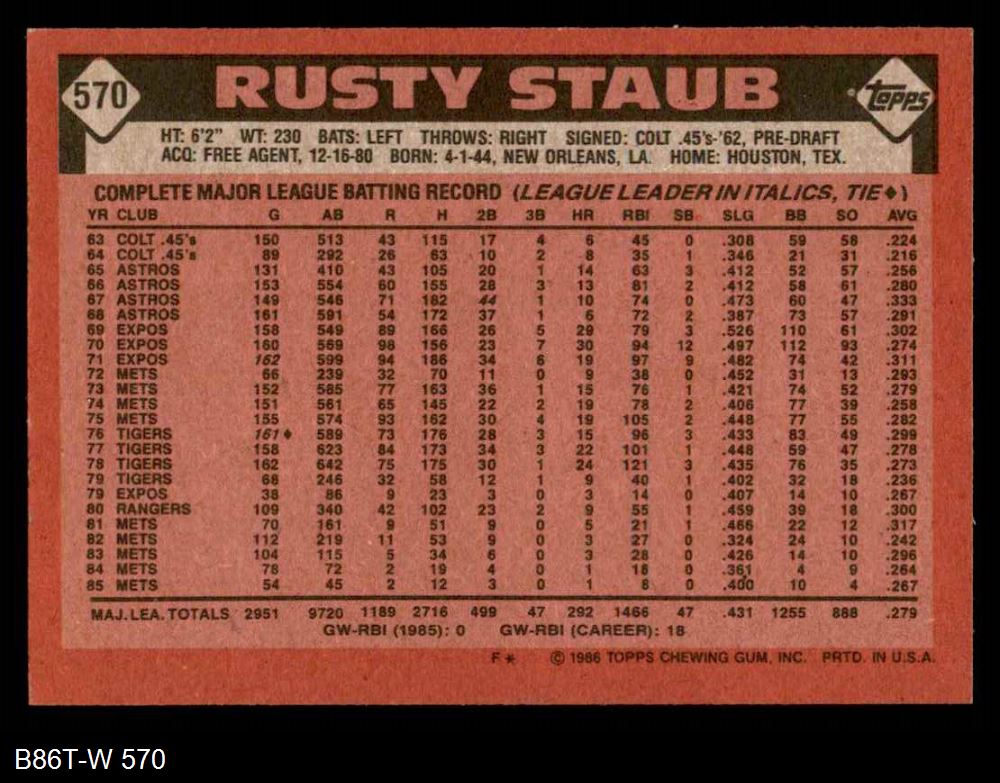 570 RUSTY STAUB topps
HT: 6'2" WT: 230 BATS: LEFT THROWS: RIGHT SIGNED: COLT .45's-'62, PRE-DRAFT
ACQ: FREE AGENT, 12-16-80 BORN: 4-1-44, NEW ORLEANS, LA. HOME: HOUSTON, TEX.
COMPLETE MAJOR LEAGUE BATTING RECORD (LEAGUE LEADER IN ITALICS, TIE♦)
YR CLUB G AB R H 2B 3B HR RBI SB SLG BB SO AVG
63 COLT .45's 150 513 43 115 17 4 6 45 0 .308 59 58 .224
64 COLT .45's 89 292 26 63 10 2 8 35 1 .346 21 31 .216
65 ASTROS 131 410 43 105 20 1 14 63 3 .412 52 57 .256
66 ASTROS 153 554 60 155 28 3 13 81 2 .412 58 61 .280
67 ASTROS 149 546 71 182 44 1 10 74 0 .473 60 47 .333
68 ASTROS 161 591 54 172 37 1 6 72 2 .387 73 57 .291
69 EXPOS 158 549 89 166 26 5 29 79 3 .526 110 61 .302
70 EXPOS 160 569 98 156 23 7 30 94 12 .497 112 93 .274
71 EXPOS 162 599 94 186 34 6 19 97 9 .482 74 42 .311
72 METS 66 239 32 70 11 0 9 38 0 .452 31 13 .293
73 METS 152 585 77 163 36 1 15 76 1 .421 74 52 .279
74 METS 151 561 65 145 22 2 19 78 2 .406 77 39 .258
75 METS 155 574 93 162 30 4 19 105 2 .448 77 55 .282
76 TIGERS 161♦ 589 73 176 28 3 15 96 3 .433 83 49 .299
77 TIGERS 158 623 84 173 34 3 22 101 1 .448 59 47 .278
78 TIGERS 162 642 75 175 30 1 24 121 3 .435 76 35 .273
79 TIGERS 68 246 32 58 12 1 9 40 1 .402 32 18 .236
79 EXPOS 38 86 9 23 3 0 3 14 0 .407 14 10 .267
80 RANGERS 109 340 42 102 23 2 9 55 1 .459 39 18 .300
81 METS 70 161 9 51 9 0 5 21 1 .466 22 12 .317
82 METS 112 219 11 53 9 0 3 27 0 .324 24 10 .242
83 METS 104 115 5 34 6 0 3 28 0 .426 14 10 .296
84 METS 78 72 2 19 4 0 1 18 0 .361 4 9 .264
85 METS 54 45 2 12 3 0 1 8 0 .400 10 4 .267
MAJ. LEA. TOTALS 2951 9720 1189 2716 499 47 292 1466 47 .431 1255 888 .279
GW-RBI (1985): 0 GW-RBI (CAREER): 18
F* © 1986 TOPPS CHEWING GUM, INC. PRTD. IN U.S.A.
B86T-W 570